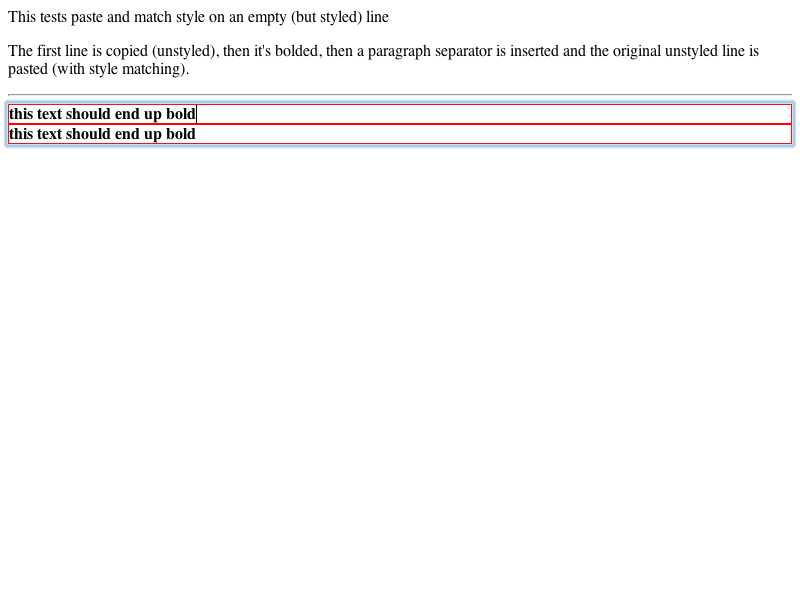 This tests paste and match style on an empty (but styled) line
The first line is copied (unstyled), then it's bolded, then a paragraph separator is inserted and the original unstyled line is
pasted (with style matching).
this text should end up bold
this text should end up bold